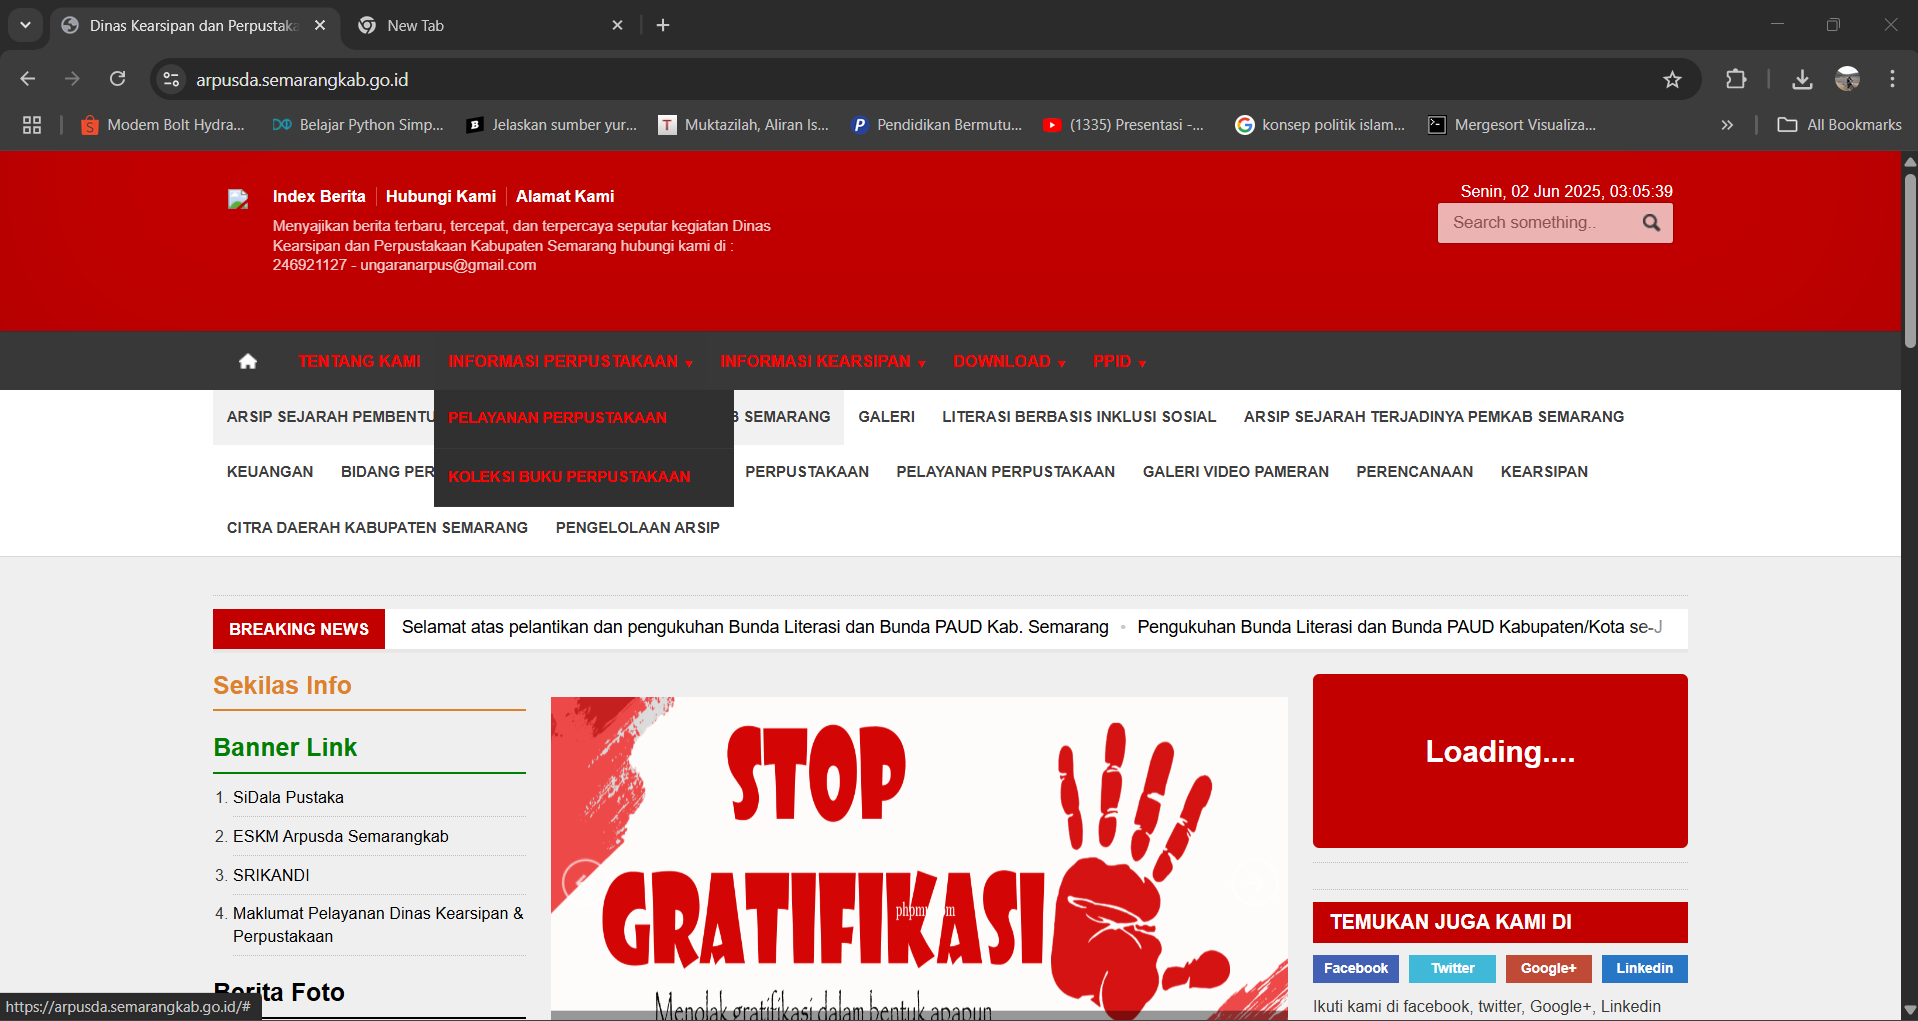 Dinas Kearsipan dan Perpustaka
New Tab
arpusda.semarangkab.go.id
Modem Bolt Hydra...
Belajar Python Simp...
Jelaskan sumber yur...
Muktazilah, Aliran Is...
Pendidikan Bermutu...
(1335) Presentasi -...
konsep politik islam...
Mergesort Visualiza...
All Bookmarks
Index Berita
Hubungi Kami
Alamat Kami
Menyajikan berita terbaru, tercepat, dan terpercaya seputar kegiatan Dinas
Kearsipan dan Perpustakaan Kabupaten Semarang hubungi kami di :
246921127 - ungaranarpus@gmail.com
Senin, 02 Jun 2025, 03:05:39
Search something..
TENTANG KAMI
INFORMASI PERPUSTAKAAN
INFORMASI KEARSIPAN
DOWNLOAD
PPID
ARSIP SEJARAH PEMBENTU
PELAYANAN PERPUSTAKAAN
SEMARANG
GALERI
LITERASI BERBASIS INKLUSI SOSIAL
ARSIP SEJARAH TERJADINYA PEMKAB SEMARANG
KEUANGAN
BIDANG PER
KOLEKSI BUKU PERPUSTAKAAN
PERPUSTAKAAN
PELAYANAN PERPUSTAKAAN
GALERI VIDEO PAMERAN
PERENCANAAN
KEARSIPAN
CITRA DAERAH KABUPATEN SEMARANG
PENGELOLAAN ARSIP
BREAKING NEWS
Selamat atas pelantikan dan pengukuhan Bunda Literasi dan Bunda PAUD Kab. Semarang • Pengukuhan Bunda Literasi dan Bunda PAUD Kabupaten/Kota se-J
Sekilas Info
Banner Link
1. SiDala Pustaka
2. ESKM Arpusda Semarangkab
3. SRIKANDI
4. Maklumat Pelayanan Dinas Kearsipan &
Perpustakaan
Berita Foto
STOP
GRATIFIKASI
Menolak gratifikasi dalam bentuk apapun
Loading....
TEMUKAN JUGA KAMI DI
Facebook
Twitter
Google+
Linkedin
Ikuti kami di facebook, twitter, Google+, Linkedin
https://arpusda.semarangkab.go.id/#